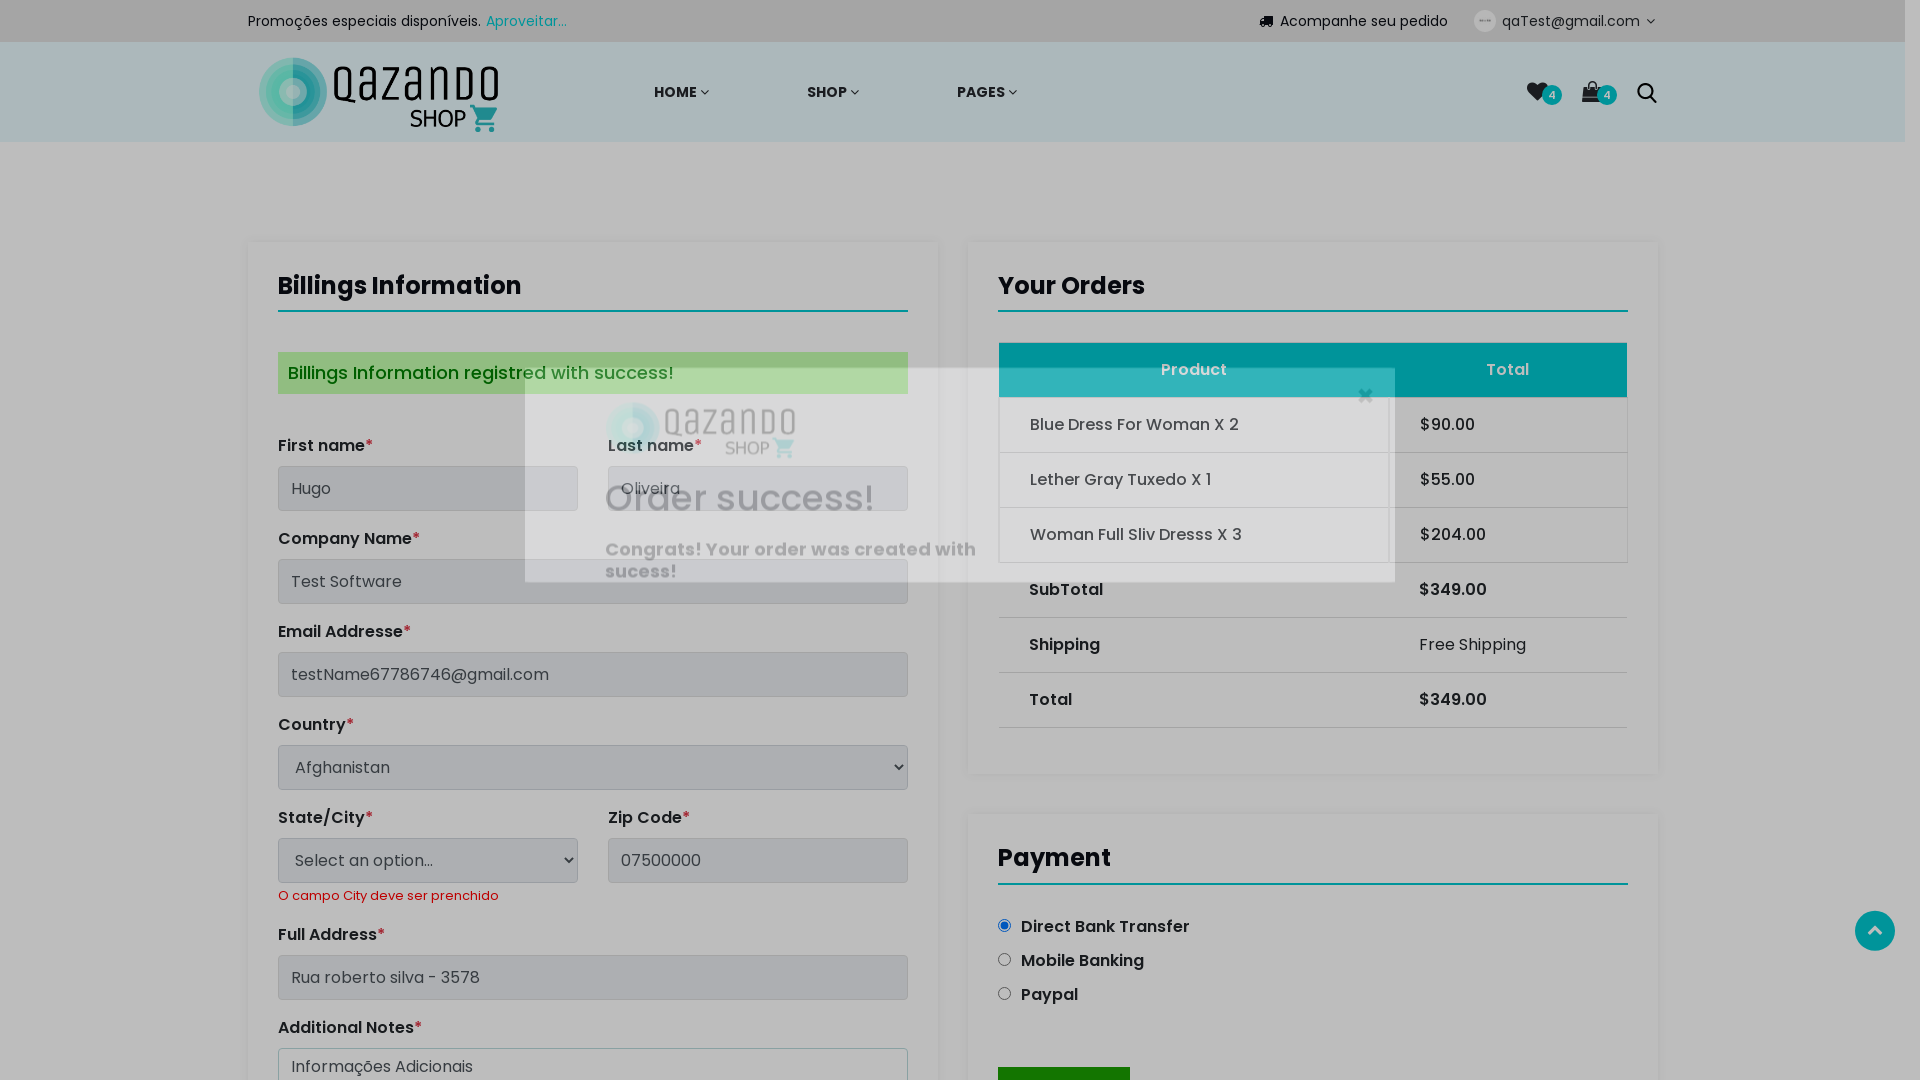 Promoções especiais disponíveis. Aproveitar...
Acompanhe seu pedido
qaTest@gmail.com
QAZANDO
SHOP
HOME
SHOP
PAGES
4
4
Billings Information
Billings Information registred with success!
First name*
Last name*
Hugo
Oliveira
Company Name*
Test Software
Email Addresse*
testName67786746@gmail.com
Country*
Afghanistan
State/City*
Zip Code*
Select an option...
07500000
O campo City deve ser prenchido
Full Address*
Rua roberto silva - 3578
Additional Notes*
Informações Adicionais
QAZANDO
SHOP
Order success!
Congrats! Your order was created with
sucess!
Your Orders
Product Total
Blue Dress For Woman X 2 $90.00
Lether Gray Tuxedo X 1 $55.00
Woman Full Sliv Dresss X 3 $204.00
SubTotal $349.00
Shipping Free Shipping
Total $349.00
Payment
Direct Bank Transfer
Mobile Banking
Paypal